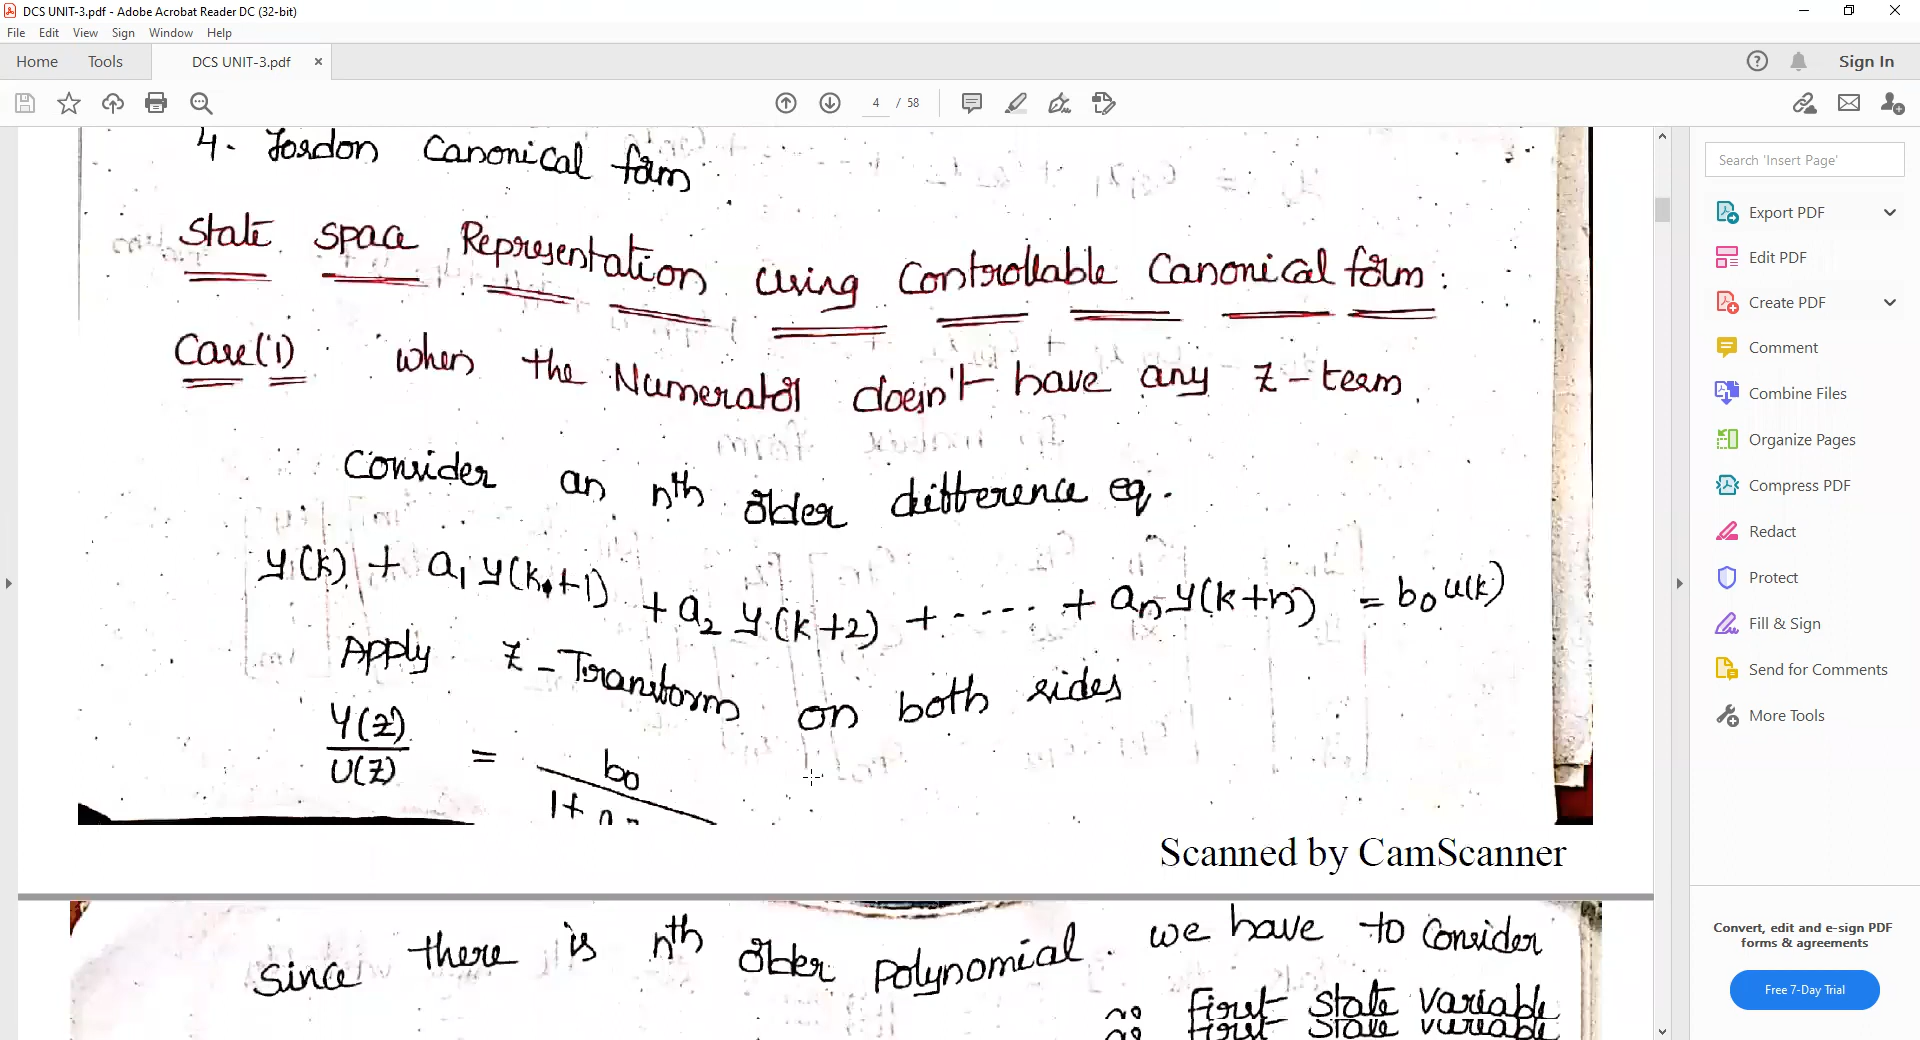 DCS UNIT-3.pdf - Adobe Acrobat Reader DC (32-bit)
File Edit View Sign Window Help
Home Tools DCS UNIT-3.pdf × Sign In
4 / 58
4. Jordon Canonical form
State space Representation using Controllable Canonical form :
Case(1) when the Numerator doesn't have any z-term.
Consider an nth order difference eq.
y(k) + a₁ y(k+1) + a₂ y(k+2) + ---- + aₙ y(k+n) = b₀ u(k)
Apply z-Transform on both sides
Y(z)
U(z)
= b₀
1+
Scanned by CamScanner
Since there is nth order polynomial. we have to Consider
as First State Variable
Search 'Insert Page'
Export PDF
Edit PDF
Create PDF
Comment
Combine Files
Organize Pages
Compress PDF
Redact
Protect
Fill & Sign
Send for Comments
More Tools
Convert, edit and e-sign PDF
forms & agreements
Free 7-Day Trial